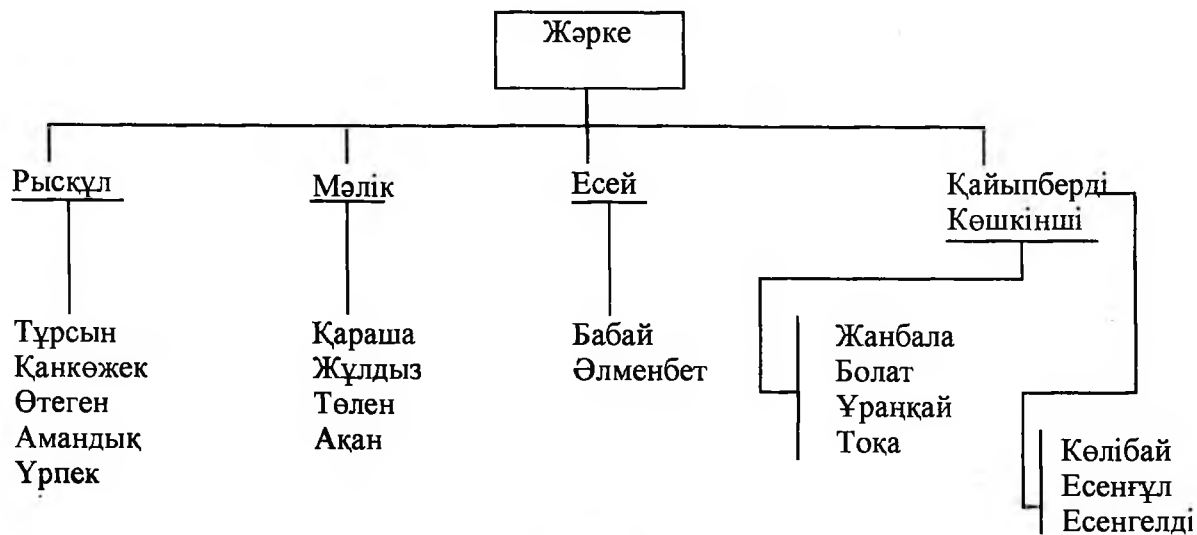 Жәрке
Рысқұл
Мәлік
Есей
Қайыпберді
Көшкінші
Тұрсын
Қанкөжек
Өтеген
Амандық
Үрпек
Қараша
Жұлдыз
Төлен
Ақан
Бабай
Әлменбет
Жанбала
Болат
Ұраңқай
Тоқа
Көлібай
Есенғұл
Есенгелді